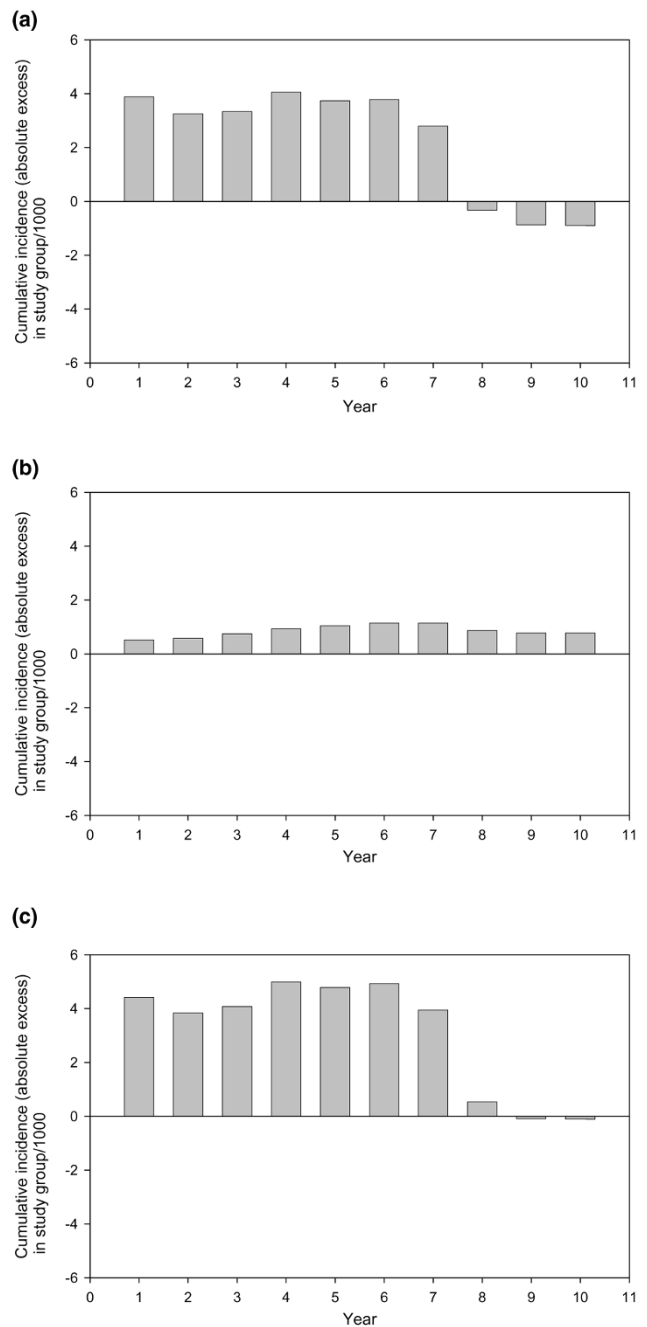 (a)
6
4
2
0
-2
-4
-6
Cumulative incidence (absolute excess)
in study group/1000
0 1 2 3 4 5 6 7 8 9 10 11
Year
(b)
6
4
2
0
-2
-4
-6
Cumulative incidence (absolute excess)
in study group/1000
0 1 2 3 4 5 6 7 8 9 10 11
Year
(c)
6
4
2
0
-2
-4
-6
Cumulative incidence (absolute excess)
in study group/1000
0 1 2 3 4 5 6 7 8 9 10 11
Year